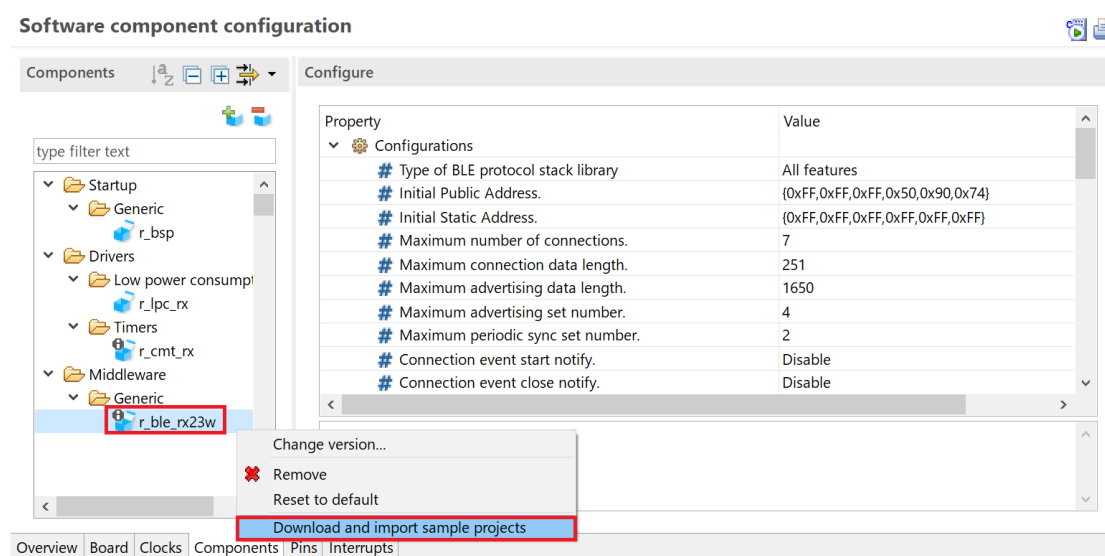 Software component configuration
Components
Configure
type filter text
Startup
Generic
r_bsp
Drivers
Low power consumpt
r_lpc_rx
Timers
r_cmt_rx
Middleware
Generic
r_ble_rx23w
Property Value
Configurations
# Type of BLE protocol stack library All features
# Initial Public Address. {0xFF,0xFF,0xFF,0x50,0x90,0x74}
# Initial Static Address. {0xFF,0xFF,0xFF,0xFF,0xFF,0xFF}
# Maximum number of connections. 7
# Maximum connection data length. 251
# Maximum advertising data length. 1650
# Maximum advertising set number. 4
# Maximum periodic sync set number. 2
# Connection event start notify. Disable
# Connection event close notify. Disable
Change version...
Remove
Reset to default
Download and import sample projects
Overview Board Clocks Components Pins Interrupts